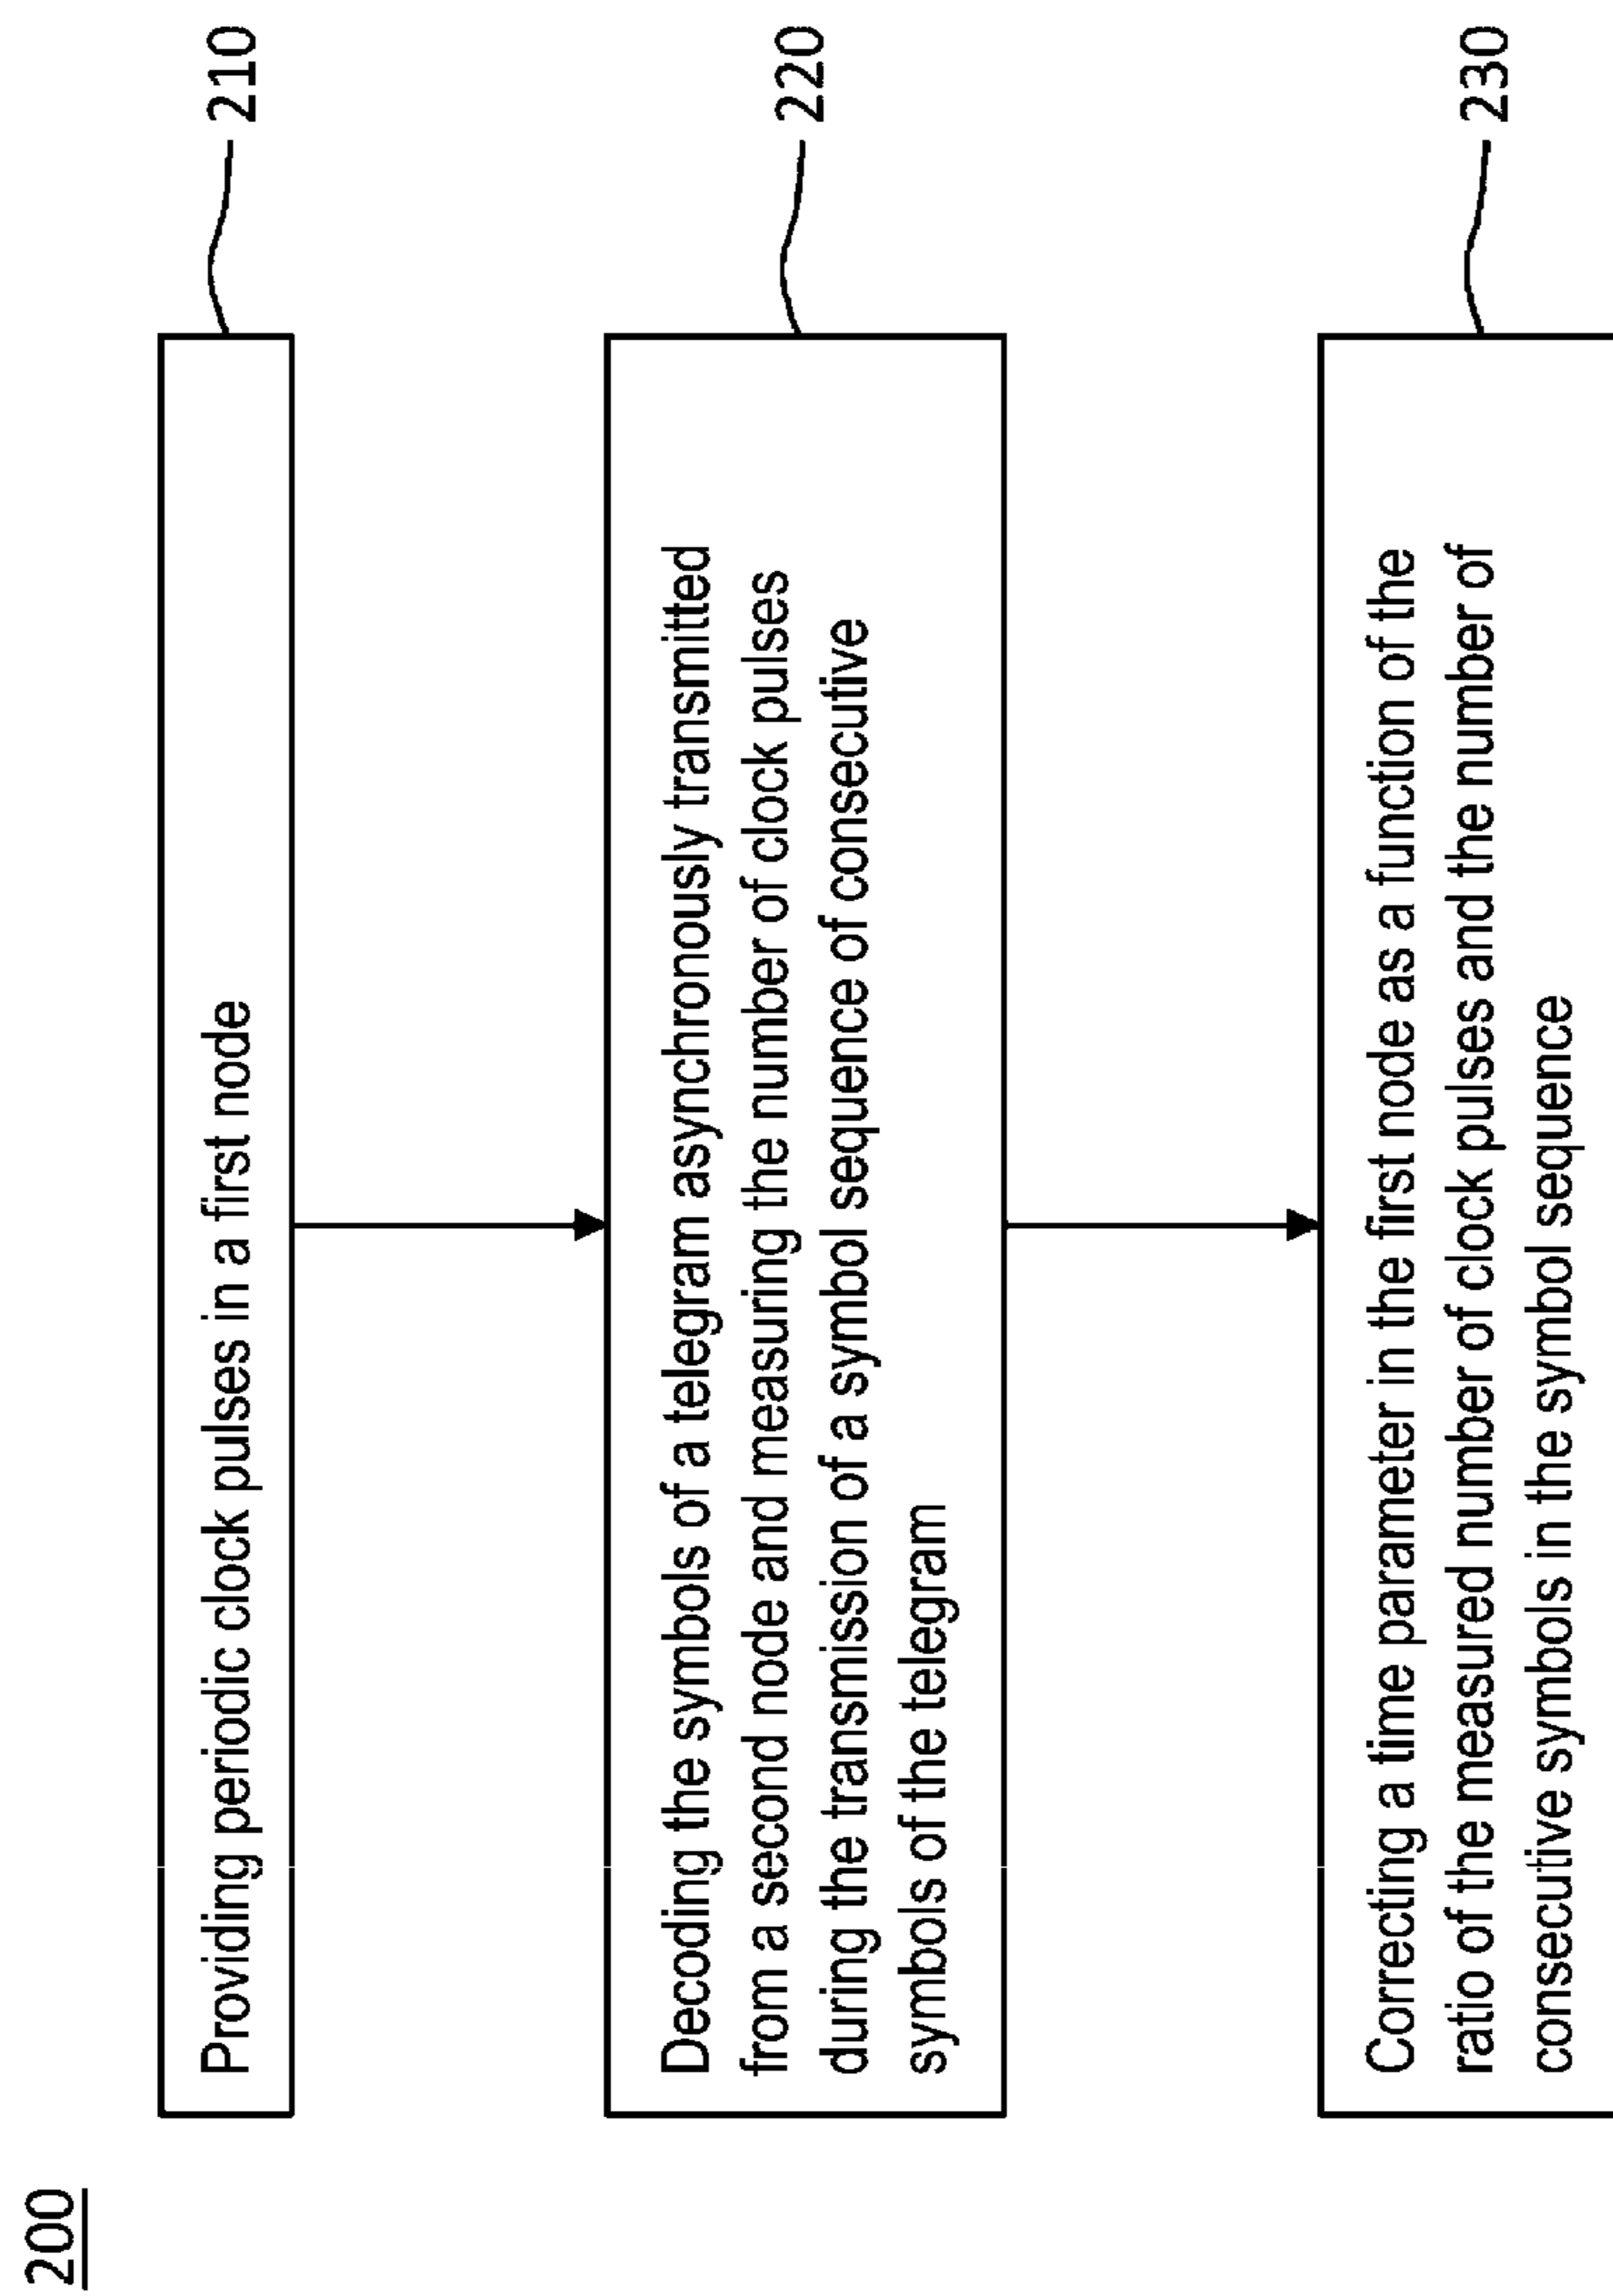 200
Providing periodic clock pulses in a first node
210
Decoding the symbols of a telegram asynchronously transmitted
from a second node and measuring the number of clock pulses
during the transmission of a symbol sequence of consecutive
symbols of the telegram
220
Correcting a time parameter in the first node as a function of the
ratio of the measured number of clock pulses and the number of
consecutive symbols in the symbol sequence
230